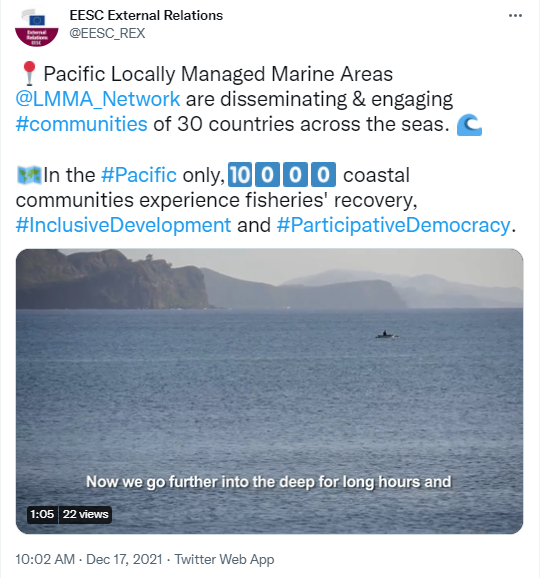 EESC External Relations
@EESC_REX
External
Relations
EESC
📍Pacific Locally Managed Marine Areas
@LMMA_Network are disseminating & engaging
#communities of 30 countries across the seas. 🌊
🗺️In the #Pacific only,🔟0️⃣0️⃣0️⃣ coastal
communities experience fisheries' recovery,
#InclusiveDevelopment and #ParticipativeDemocracy.
Now we go further into the deep for long hours and
1:05 22 views
10:02 AM · Dec 17, 2021 · Twitter Web App